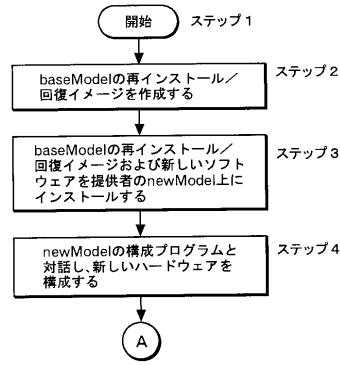 開始
ステップ1
baseModelの再インストール／
回復イメージを作成する
ステップ2
baseModelの再インストール／
回復イメージおよび新しいソフト
ウェアを提供者のnewModel上に
インストールする
ステップ3
newModelの構成プログラムと
対話し、新しいハードウェアを
構成する
ステップ4
A